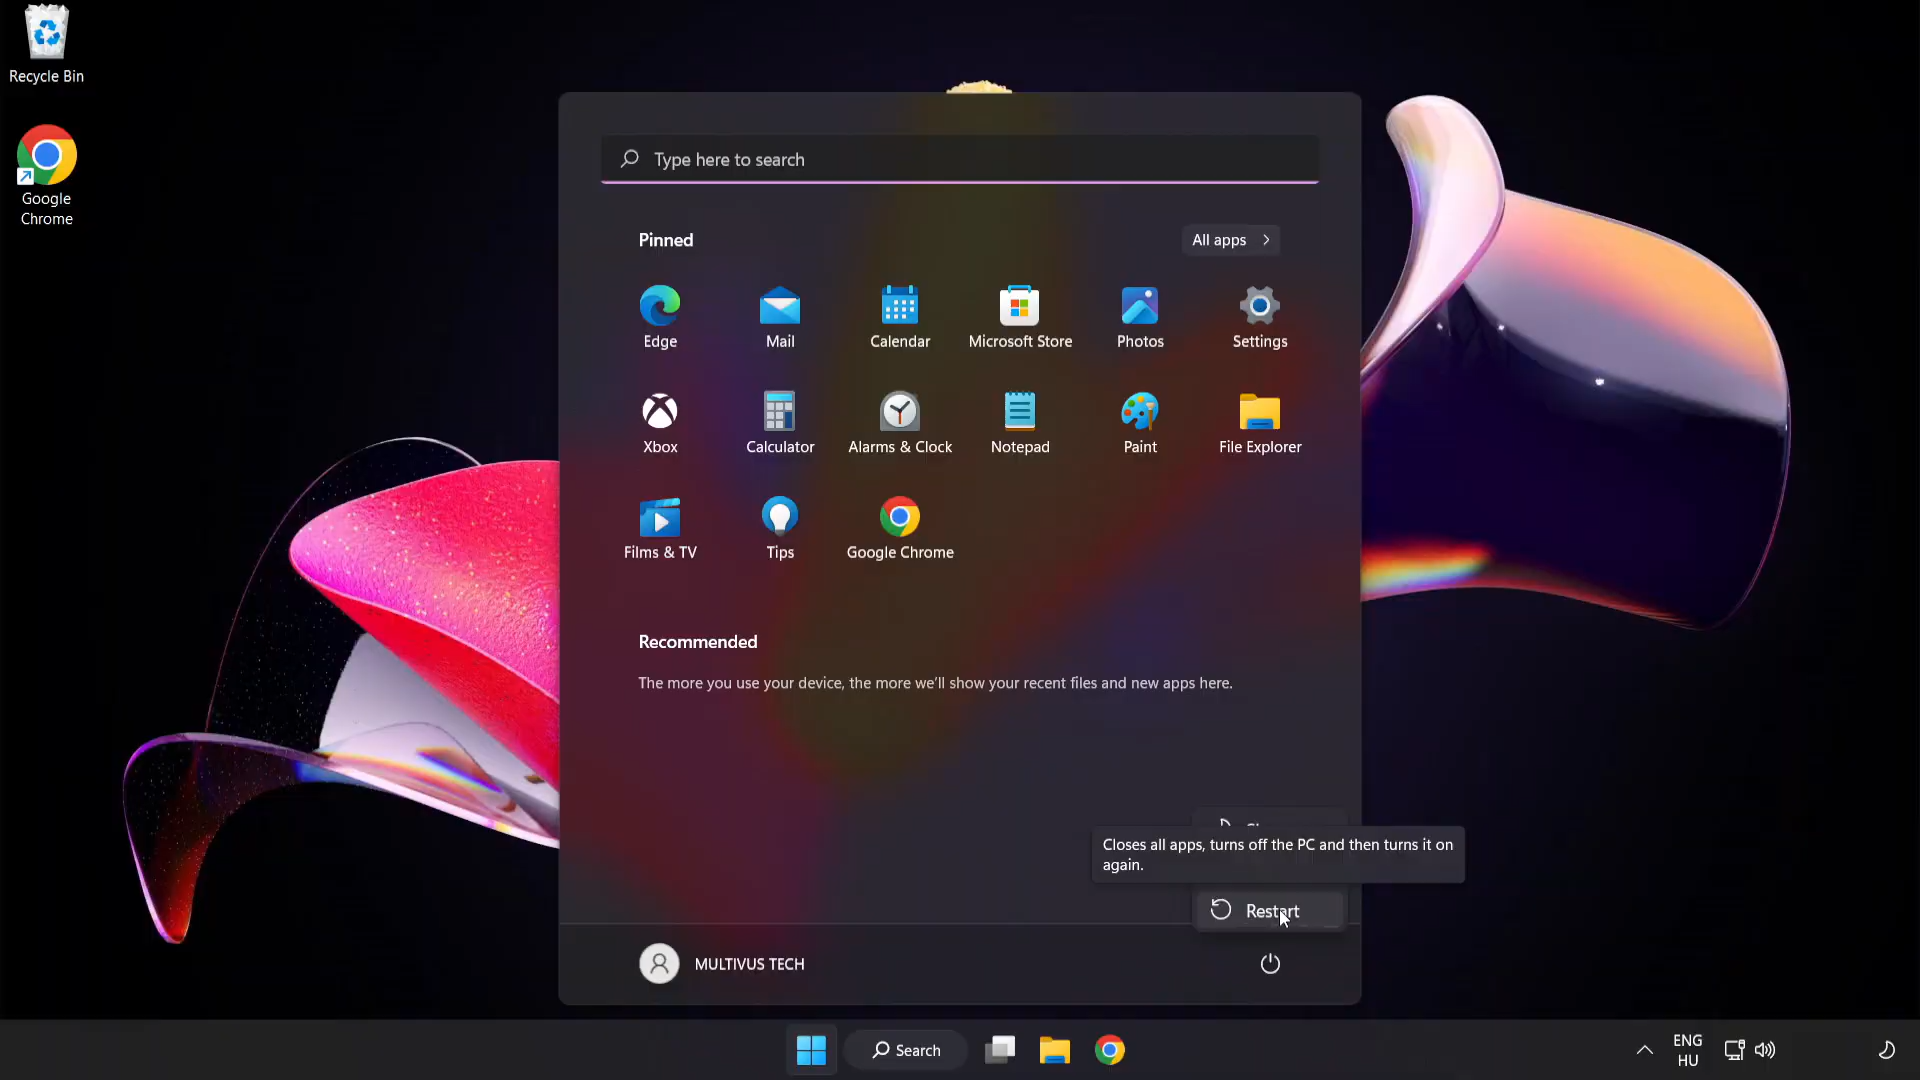 Recycle Bin
Google
Chrome
Type here to search
Pinned
All apps
Edge
Mail
Calendar
Microsoft Store
Photos
Settings
Xbox
Calculator
Alarms & Clock
Notepad
Paint
File Explorer
Films & TV
Tips
Google Chrome
Recommended
The more you use your device, the more we'll show your recent files and new apps here.
Closes all apps, turns off the PC and then turns it on
again.
Restart
MULTIVUS TECH
Search
ENG
HU